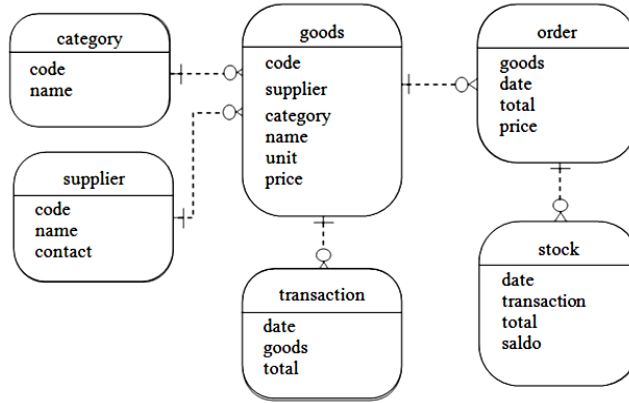 category
code
name
supplier
code
name
contact
goods
code
supplier
category
name
unit
price
transaction
date
goods
total
order
goods
date
total
price
stock
date
transaction
total
saldo